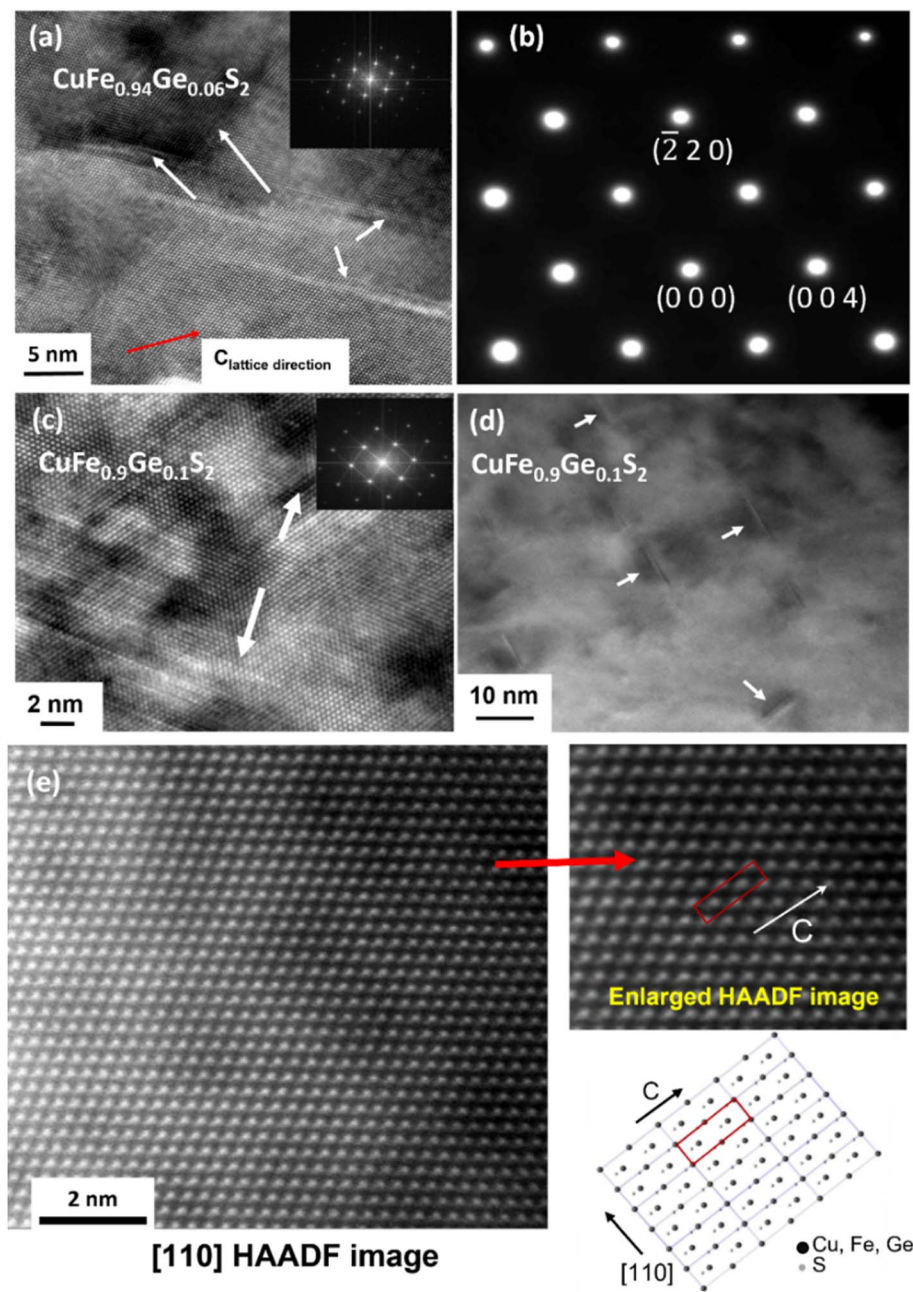 (a)
CuFe₀.₉₄Ge₀.₀₆S₂
5 nm
C lattice direction
(b)
(2̅ 2 0)
(0 0 0)
(0 0 4)
(c)
CuFe₀.₉Ge₀.₁S₂
2 nm
(d)
CuFe₀.₉Ge₀.₁S₂
10 nm
(e)
2 nm
[110] HAADF image
C
Enlarged HAADF image
C
[110]
Cu, Fe, Ge
S